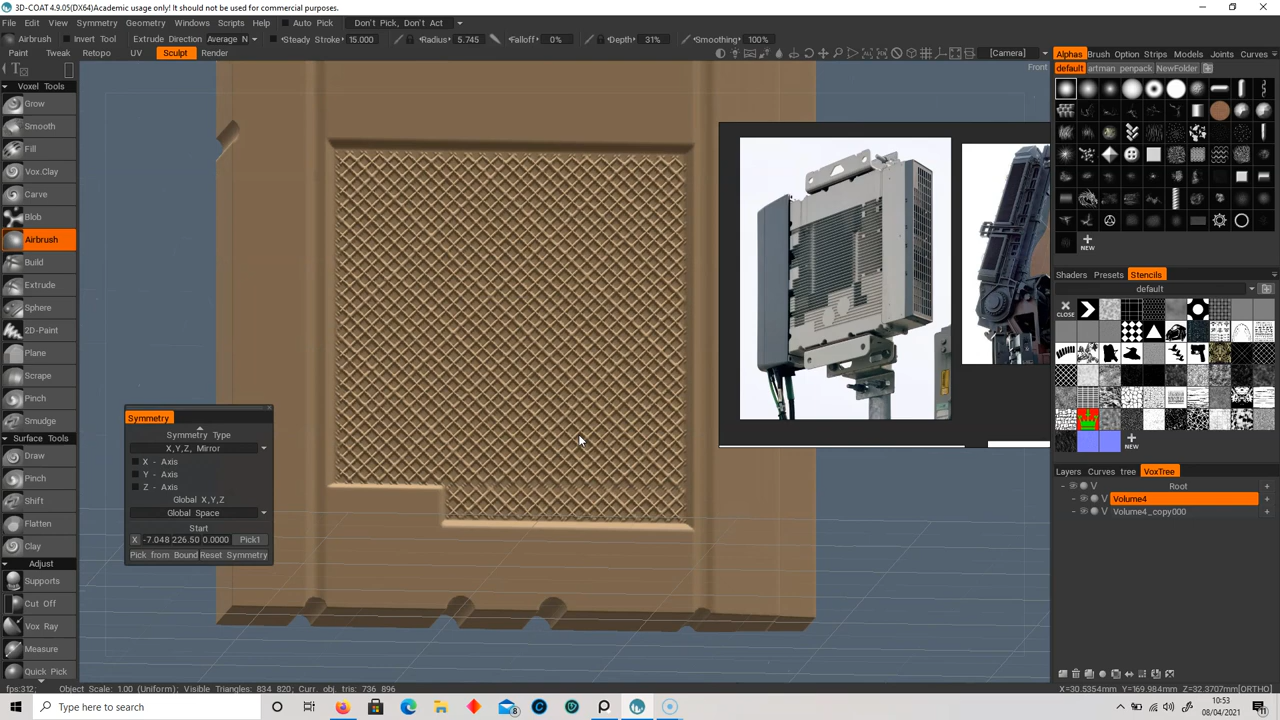 3D-COAT 4.9.05(DX64)Academic usage only! It should not be used for commercial purposes.
File Edit View Symmetry Geometry Windows Scripts Help Auto Pick Don't Pick, Don't Act
Airbrush Invert Tool Extrude Direction Average N Steady Stroke 15.000 Radius 5.745 Falloff 0% Depth 31% Smoothing 100%
Paint Tweak Retopo UV Sculpt Render [Camera]
Front
Alphas Brush Option Strips Models Joints Curves
default artman penpack NewFolder
Voxel Tools
Grow
Smooth
Fill
Vox.Clay
Carve
Blob
Airbrush
Build
Extrude
Sphere
2D-Paint
Plane
Scrape
Pinch
Smudge
Surface Tools
Draw
Pinch
Shift
Flatten
Clay
Adjust
Supports
Cut Off
Vox Ray
Measure
Quick Pick
Symmetry
Symmetry Type
X,Y,Z, Mirror
X - Axis
Y - Axis
Z - Axis
Global X,Y,Z
Global Space
Start
X -7.048 226.50 0.0000 Pick1
Pick from Bound Reset Symmetry
NEW
Shaders Presets Stencils
default
CLOSE
NEW
Layers Curves tree VoxTree
V Root
V Volume4
V Volume4_copy000
fps:312; Object Scale: 1.00 (Uniform); Visible Triangles: 834 820; Curr. obj. tris: 736 896
X=30.5354mm Y=169.984mm Z=32.3707mm[ORTHO]
Type here to search
8
10:53
08/04/2021
11